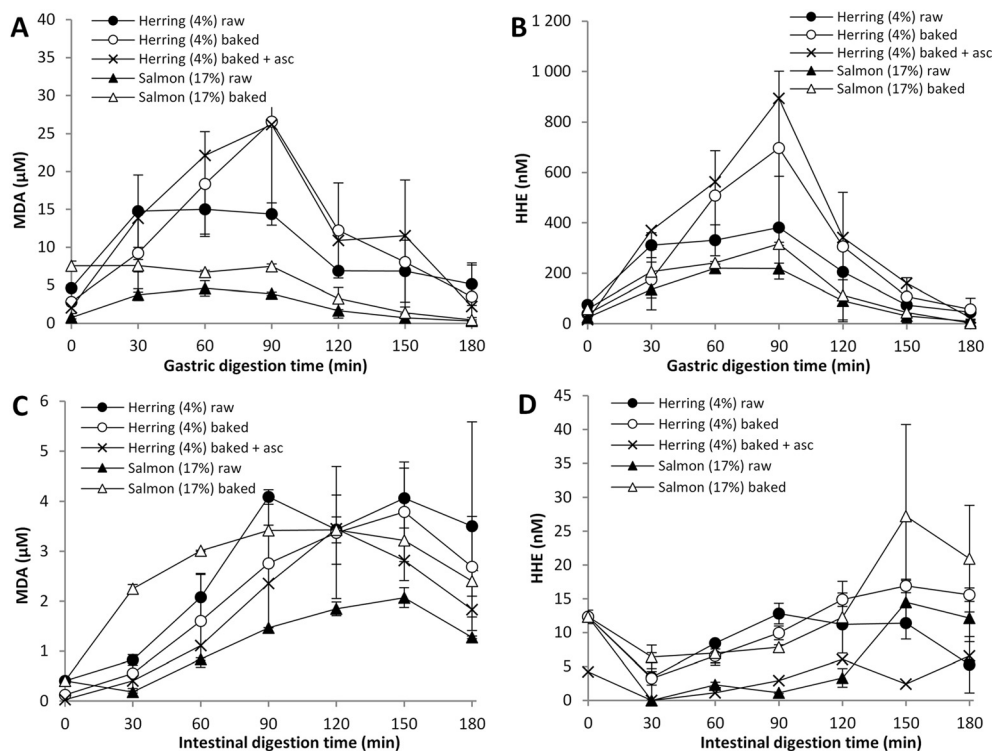 A
MDA (µM)
40
35
30
25
20
15
10
5
0
Herring (4%) raw
Herring (4%) baked
Herring (4%) baked + asc
Salmon (17%) raw
Salmon (17%) baked
0 30 60 90 120 150 180
Gastric digestion time (min)
B
HHE (nM)
1 200
1 000
800
600
400
200
0
Herring (4%) raw
Herring (4%) baked
Herring (4%) baked + asc
Salmon (17%) raw
Salmon (17%) baked
0 30 60 90 120 150 180
Gastric digestion time (min)
C
MDA (µM)
6
5
4
3
2
1
0
Herring (4%) raw
Herring (4%) baked
Herring (4%) baked + asc
Salmon (17%) raw
Salmon (17%) baked
0 30 60 90 120 150 180
Intestinal digestion time (min)
D
HHE (nM)
45
40
35
30
25
20
15
10
5
0
Herring (4%) raw
Herring (4%) baked
Herring (4%) baked + asc
Salmon (17%) raw
Salmon (17%) baked
0 30 60 90 120 150 180
Intestinal digestion time (min)